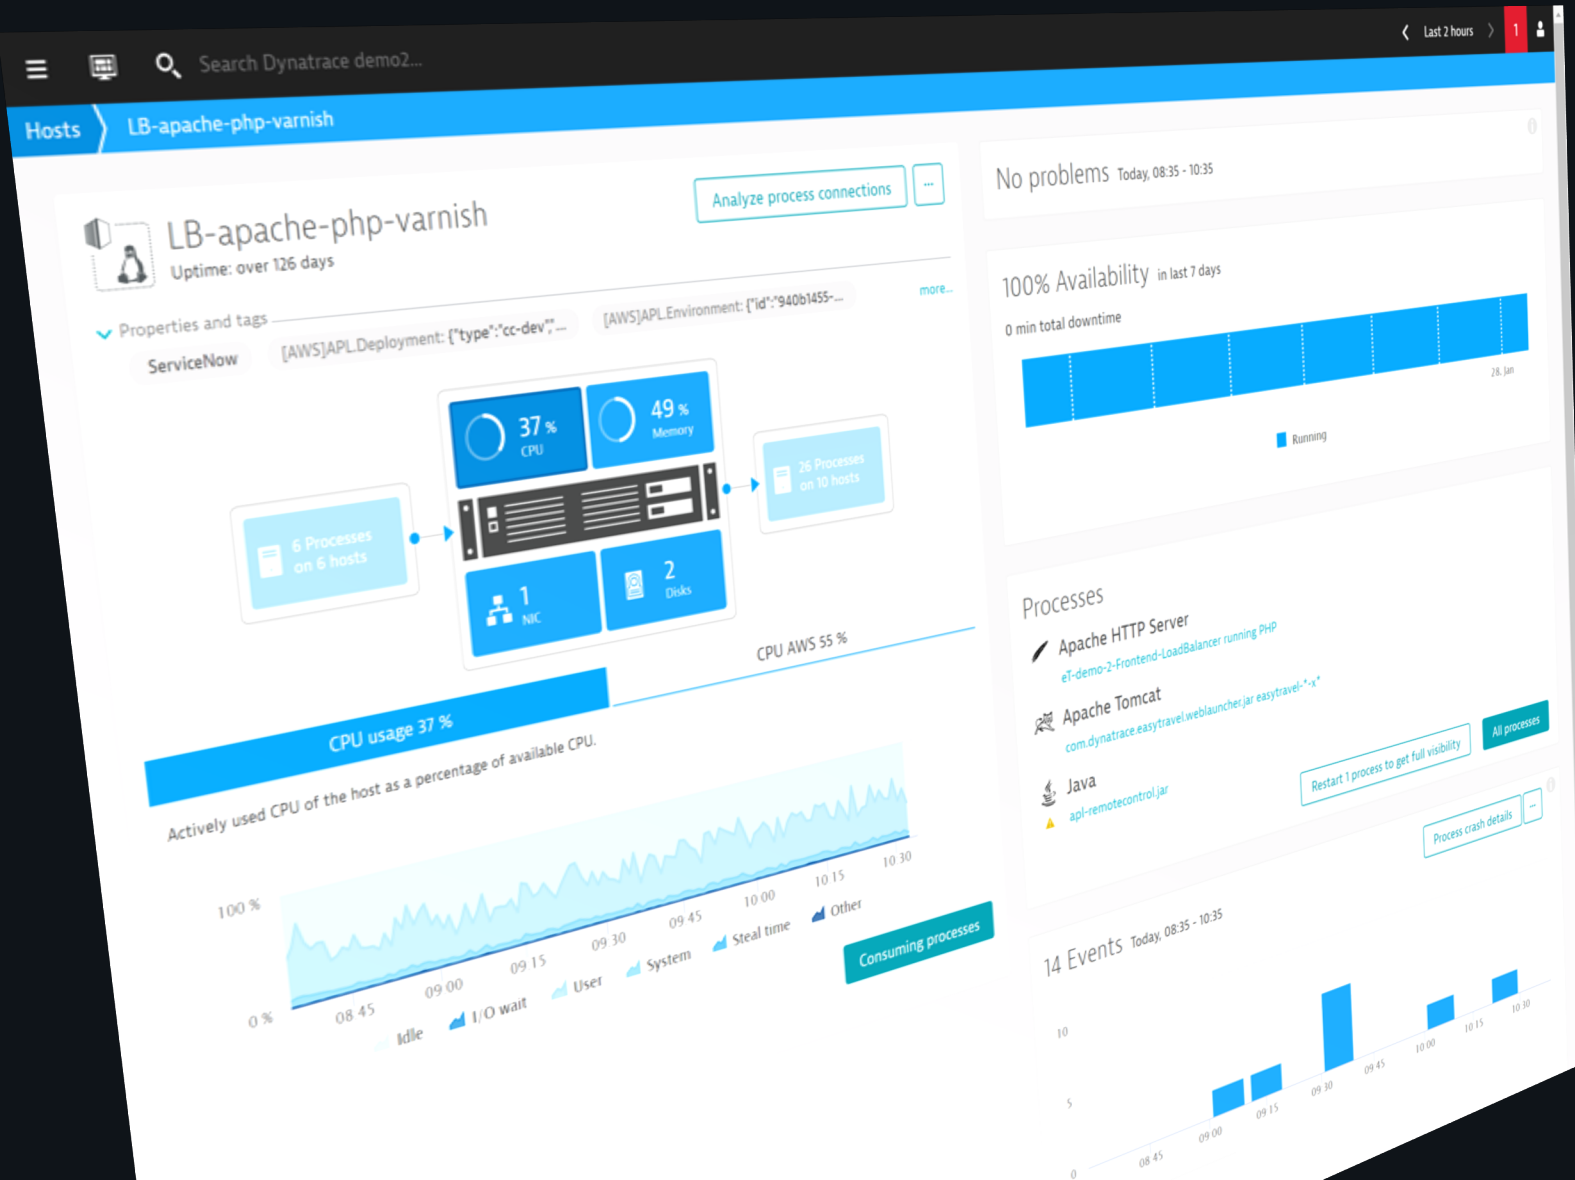 Search Dynatrace demo2...
Last 2 hours
1
Hosts
LB-apache-php-varnish
LB-apache-php-varnish
Uptime: over 126 days
Analyze process connections
...
Properties and tags
more...
ServiceNow
[AWS]APL.Deployment: {"type":"cc-dev","...
[AWS]APL.Environment: {"id":"940b1455-...
37 %
CPU
49 %
Memory
6 Processes
on 6 hosts
26 Processes
on 10 hosts
1
NIC
2
Disks
CPU usage 37 %
CPU AWS 55 %
Actively used CPU of the host as a percentage of available CPU.
100 %
0 %
08 45
09 00
09 15
09 30
09 45
10 00
10 15
10 30
Idle
I/O wait
User
System
Steal time
Other
Consuming processes
No problems Today, 08:35 - 10:35
100% Availability in last 7 days
0 min total downtime
28. Jan
Running
Processes
Apache HTTP Server
eT-demo-2-Frontend-LoadBalancer running PHP
Apache Tomcat
com.dynatrace.easytravel.weblauncher.jar easytravel-*-x*
Java
apl-remotecontrol.jar
Restart 1 process to get full visibility
All processes
Process crash details
...
14 Events Today, 08:35 - 10:35
10
5
0
08 45
09 00
09 15
09 30
09 45
10 00
10 15
10 30